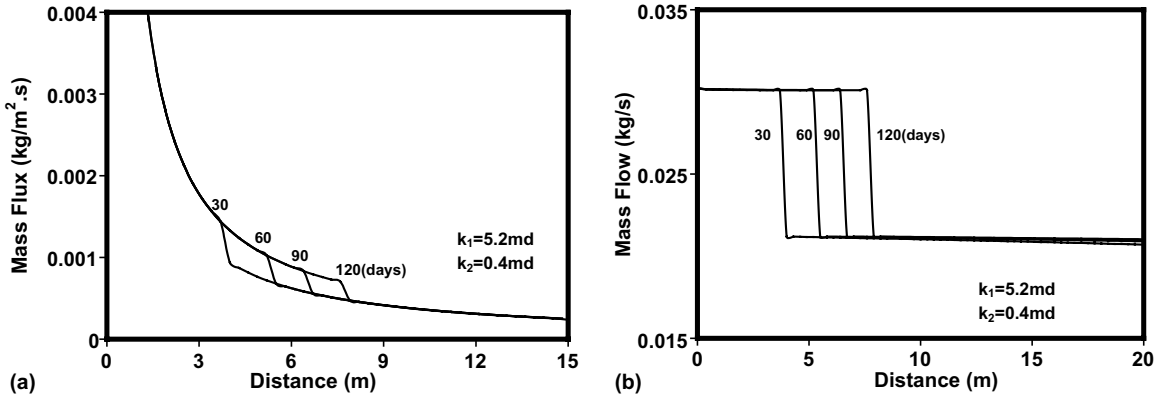 0.004
0.003
0.002
0.001
0
Mass Flux (kg/m².s)
30
60
90
120(days)
k₁=5.2md
k₂=0.4md
0 3 6 9 12 15
Distance (m)
(a)
0.035
0.025
0.015
Mass Flow (kg/s)
30 60 90 120(days)
k₁=5.2md
k₂=0.4md
0 5 10 15 20
Distance (m)
(b)